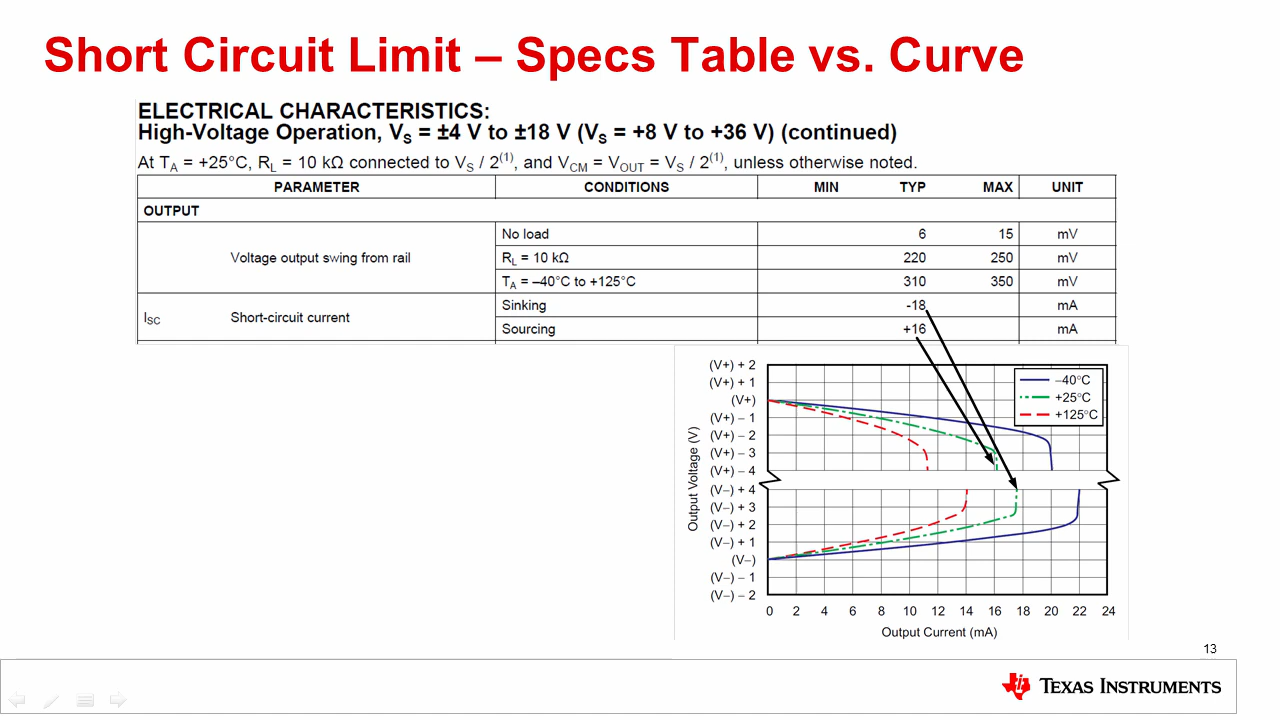 Short Circuit Limit – Specs Table vs. Curve
ELECTRICAL CHARACTERISTICS:
High-Voltage Operation, VS = ±4 V to ±18 V (VS = +8 V to +36 V) (continued)
At TA = +25°C, RL = 10 kΩ connected to VS / 2(1), and VCM = VOUT = VS / 2(1), unless otherwise noted.
PARAMETER CONDITIONS MIN TYP MAX UNIT
OUTPUT
No load 6 15 mV
Voltage output swing from rail RL = 10 kΩ 220 250 mV
TA = –40°C to +125°C 310 350 mV
Sinking -18 mA
ISC Short-circuit current
Sourcing +16 mA
(V+) + 2
(V+) + 1
(V+)
(V+) – 1
(V+) – 2
(V+) – 3
(V+) – 4
(V–) + 4
(V–) + 3
(V–) + 2
(V–) + 1
(V–)
(V–) – 1
(V–) – 2
Output Voltage (V)
–40°C
+25°C
+125°C
0 2 4 6 8 10 12 14 16 18 20 22 24
Output Current (mA)
13
TEXAS INSTRUMENTS